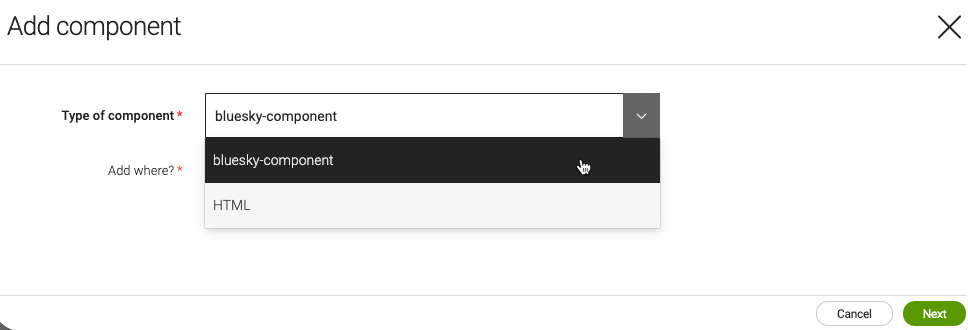 Add component
Type of component *
bluesky-component
bluesky-component
Add where? *
HTML
Cancel
Next